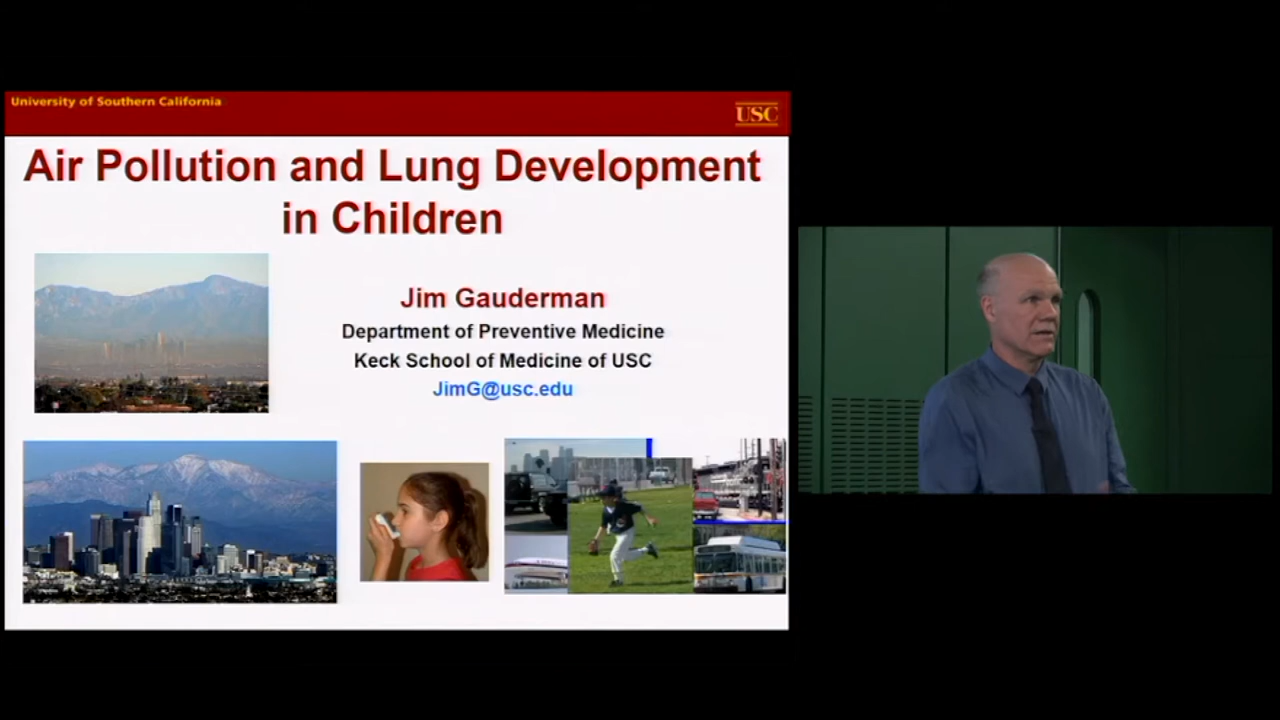 University of Southern California
USC
Air Pollution and Lung Development
in Children
Jim Gauderman
Department of Preventive Medicine
Keck School of Medicine of USC
JimG@usc.edu